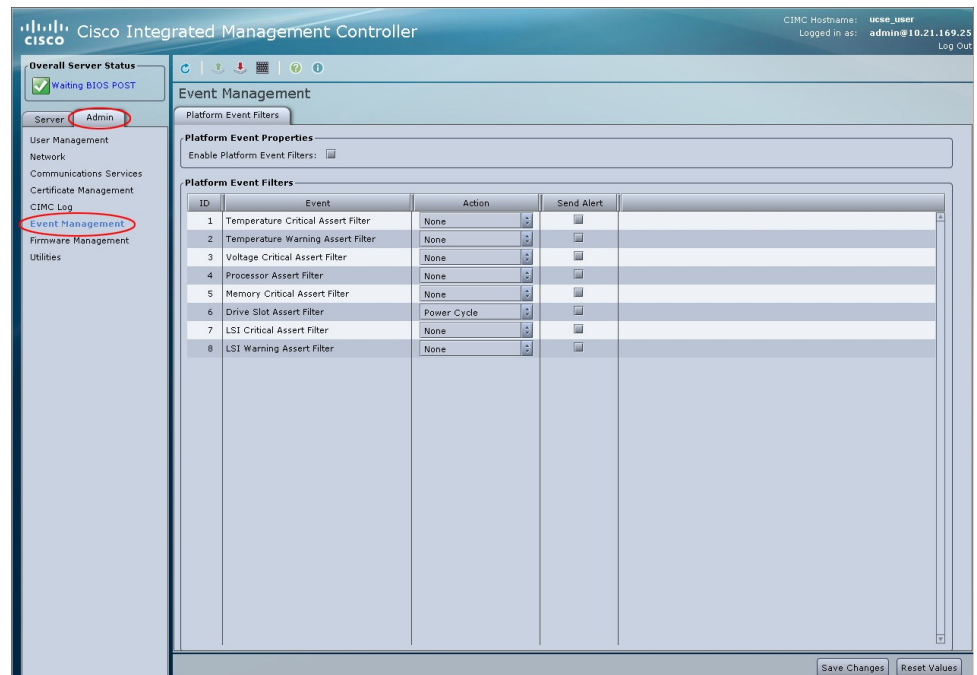 CISCO Cisco Integrated Management Controller
CIMC Hostname: ucse_user
Logged in as: admin@10.21.169.25
Log Out
Overall Server Status
Waiting BIOS POST
Server Admin
User Management
Network
Communications Services
Certificate Management
CIMC Log
Event Management
Firmware Management
Utilities
Event Management
Platform Event Filters
Platform Event Properties
Enable Platform Event Filters:
Platform Event Filters
ID Event Action Send Alert
1 Temperature Critical Assert Filter None
2 Temperature Warning Assert Filter None
3 Voltage Critical Assert Filter None
4 Processor Assert Filter None
5 Memory Critical Assert Filter None
6 Drive Slot Assert Filter Power Cycle
7 LSI Critical Assert Filter None
8 LSI Warning Assert Filter None
Save Changes Reset Values